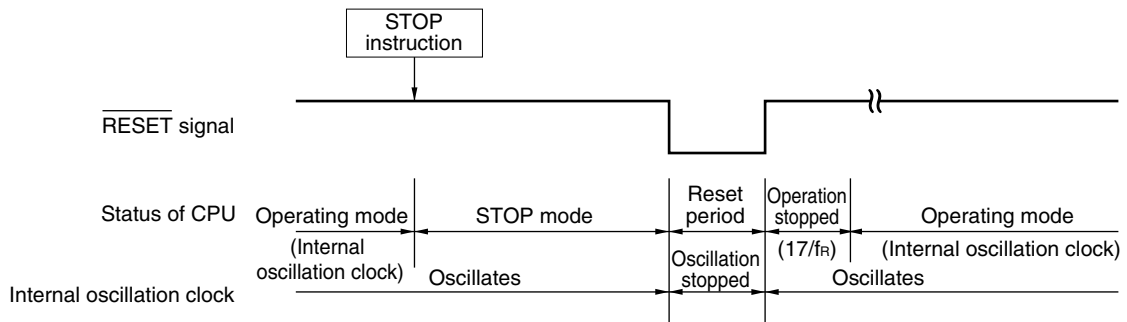 STOP
instruction
RESET signal
Status of CPU
Operating mode
(Internal
oscillation clock)
STOP mode
Reset
period
Operation
stopped
(17/fR)
Operating mode
(Internal oscillation clock)
Internal oscillation clock
Oscillates
Oscillation
stopped
Oscillates